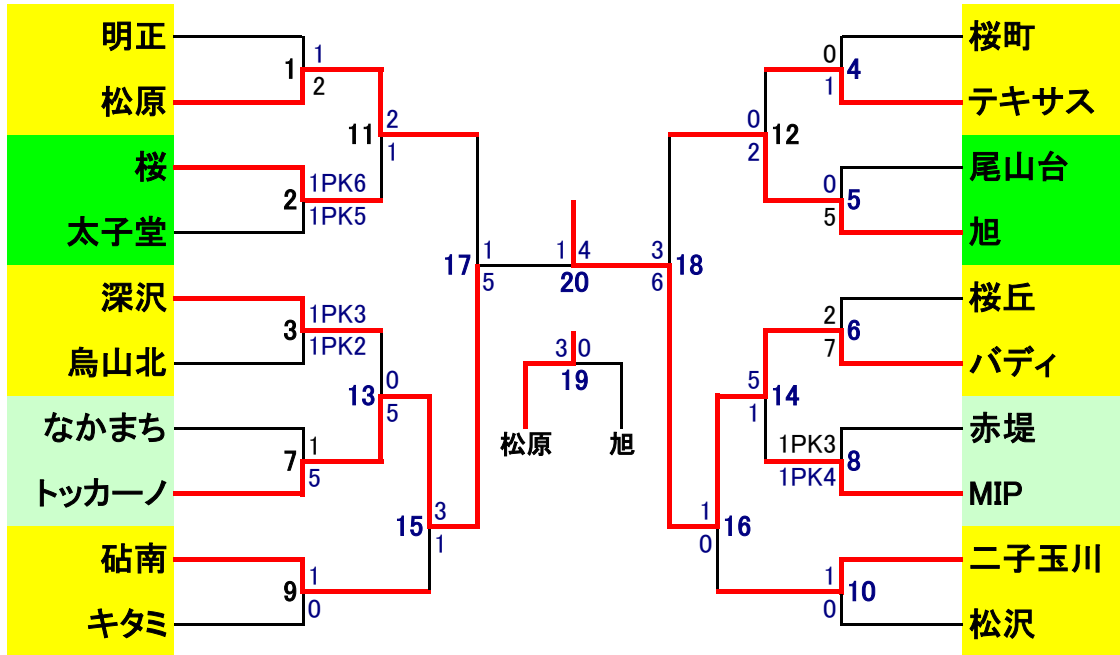 明正
1
1
2
松原
11
2
1
桜
1PK6
2
1PK5
太子堂
17
1
5
深沢
1PK3
3
1PK2
烏山北
13
0
5
なかまち
1
7
5
トッカーノ
15
3
1
砧南
1
9
0
キタミ
1 4
20
3 0
19
松原
旭
桜町
0
4
1
テキサス
0
12
2
尾山台
0
5
5
旭
3
18
6
桜丘
2
6
7
バディ
5
14
1
赤堤
1PK3
8
1PK4
MIP
1
16
0
二子玉川
1
10
0
松沢